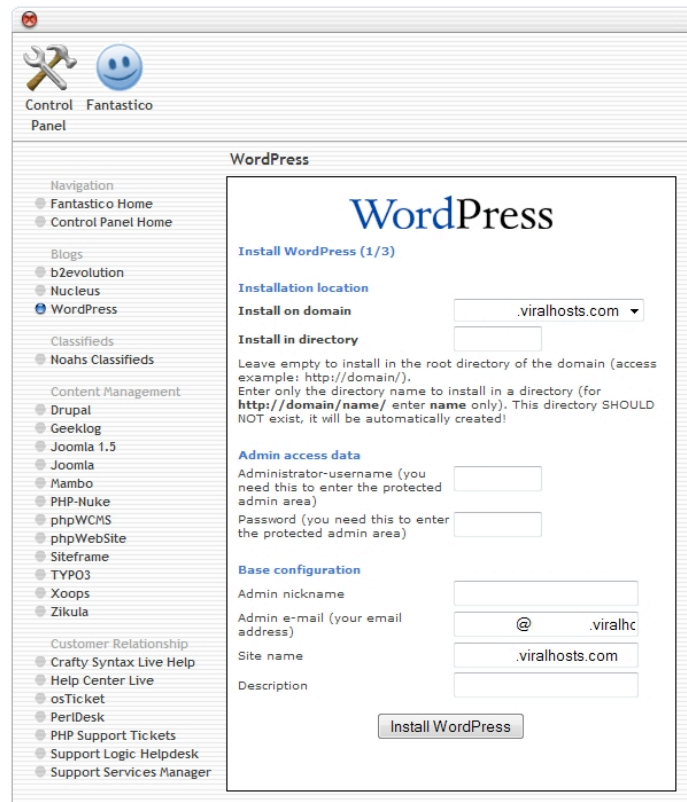 Control Panel
Fantastico
WordPress
Navigation
Fantastico Home
Control Panel Home
Blogs
b2evolution
Nucleus
WordPress
Classifieds
Noahs Classifieds
Content Management
Drupal
Geeklog
Joomla 1.5
Joomla
Mambo
PHP-Nuke
phpWCMS
phpWebSite
Siteframe
TYPO3
Xoops
Zikula
Customer Relationship
Crafty Syntax Live Help
Help Center Live
osTicket
PerlDesk
PHP Support Tickets
Support Logic Helpdesk
Support Services Manager
WordPress
Install WordPress (1/3)
Installation location
Install on domain .viralhosts.com
Install in directory
Leave empty to install in the root directory of the domain (access
example: http://domain/).
Enter only the directory name to install in a directory (for
http://domain/name/ enter name only). This directory SHOULD
NOT exist, it will be automatically created!
Admin access data
Administrator-username (you
need this to enter the protected
admin area)
Password (you need this to enter
the protected admin area)
Base configuration
Admin nickname
Admin e-mail (your email
address) @ .viralhc
Site name .viralhosts.com
Description
Install WordPress